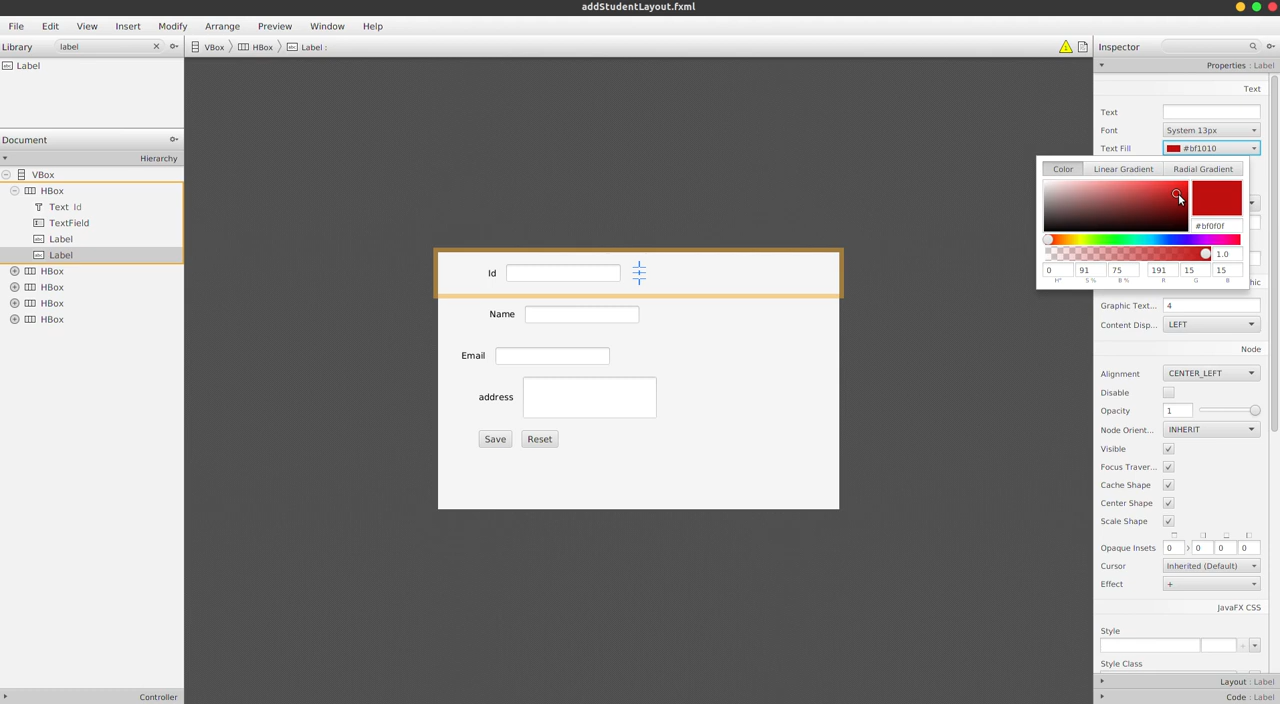 addStudentLayout.fxml
File Edit View Insert Modify Arrange Preview Window Help
Library label
VBox HBox Label :
Inspector
Label
Properties : Label
Text
Text
Font System 13px
Text Fill #bf1010
Color Linear Gradient Radial Gradient
#bf0f0f
1.0
0 91 75 191 15 15
H° S % B % R G B
Document
Hierarchy
VBox
HBox
Text Id
TextField
Label
Label
HBox
HBox
HBox
HBox
Id
Name
Email
address
Save Reset
hic
Graphic Text... 4
Content Disp... LEFT
Node
Alignment CENTER_LEFT
Disable
Opacity 1
Node Orient... INHERIT
Visible
Focus Traver...
Cache Shape
Center Shape
Scale Shape
Opaque Insets 0 0 0 0
Cursor Inherited (Default)
Effect +
JavaFX CSS
Style
Style Class
Layout : Label
Controller
Code : Label